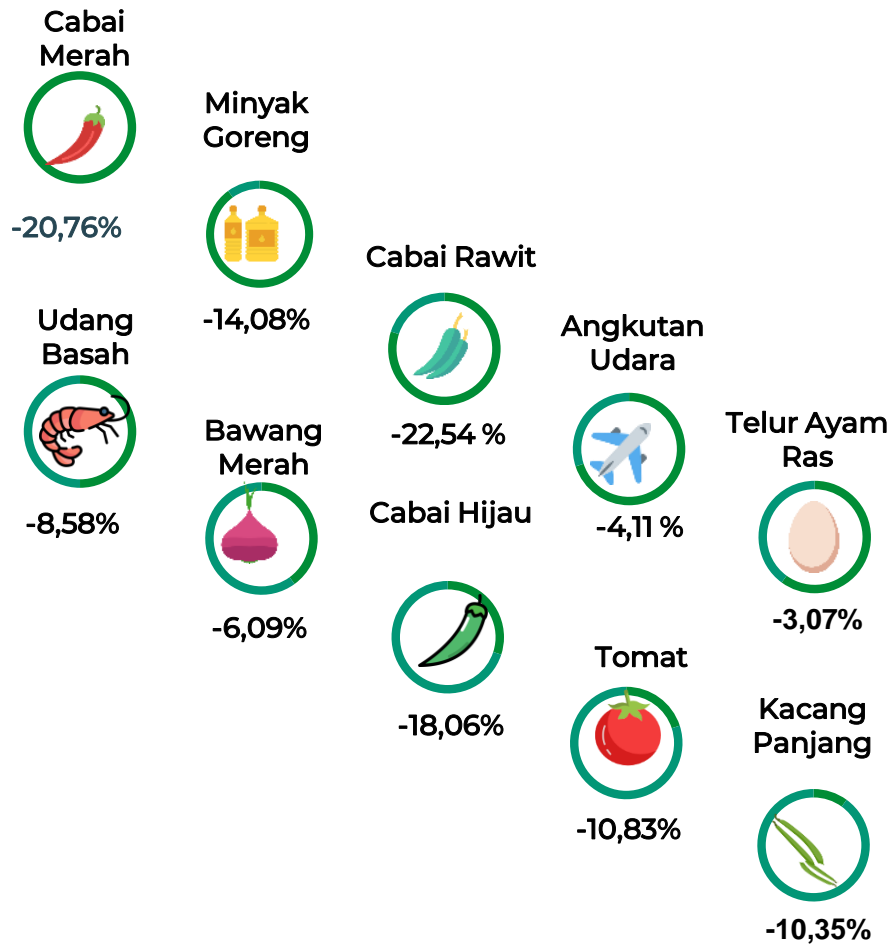 Cabai
Merah
-20,76%
Minyak
Goreng
-14,08%
Cabai Rawit
-22,54 %
Angkutan
Udara
-4,11 %
Telur Ayam
Ras
-3,07%
Udang
Basah
-8,58%
Bawang
Merah
-6,09%
Cabai Hijau
-18,06%
Tomat
-10,83%
Kacang
Panjang
-10,35%